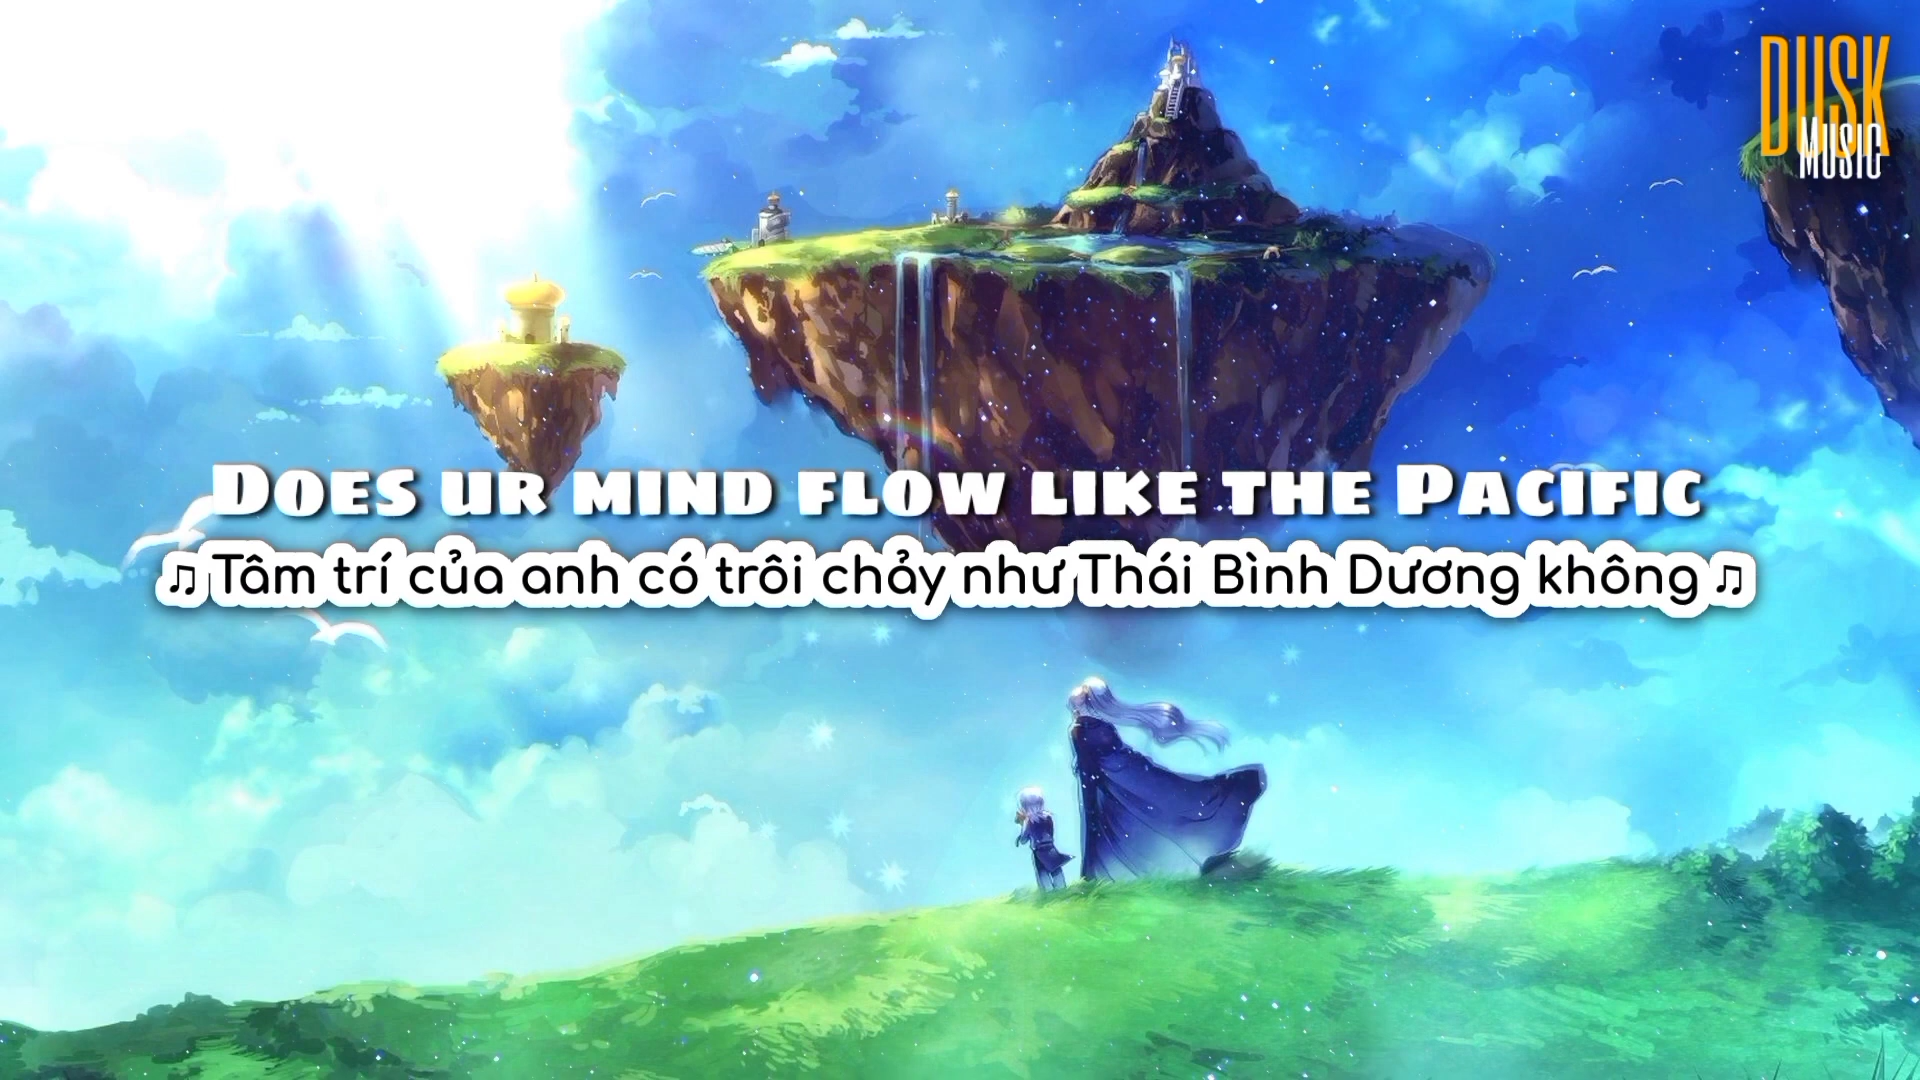 DUSK
MUSIC
DOES UR MIND FLOW LIKE THE PACIFIC
♫ Tâm trí của anh có trôi chảy như Thái Bình Dương không ♫